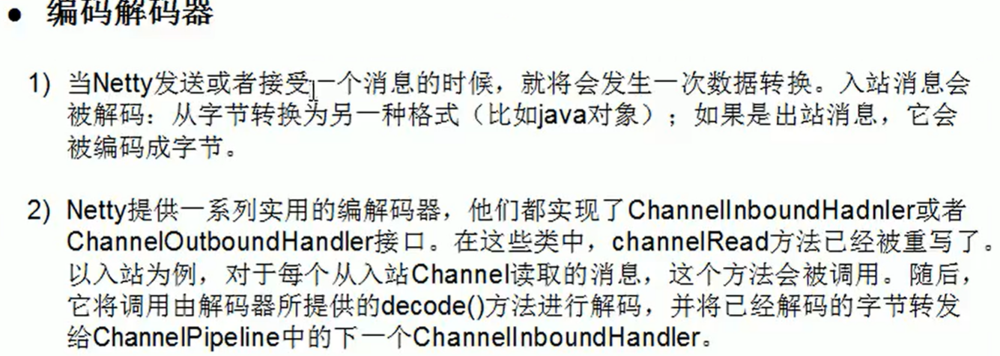 ● 编码解码器
1) 当Netty发送或者接受一个消息的时候，就将会发生一次数据转换。入站消息会
被解码：从字节转换为另一种格式（比如java对象）；如果是出站消息，它会
被编码成字节。
2) Netty提供一系列实用的编解码器，他们都实现了ChannelInboundHadnler或者
ChannelOutboundHandler接口。在这些类中，channelRead方法已经被重写了。
以入站为例，对于每个从入站Channel读取的消息，这个方法会被调用。随后，
它将调用由解码器所提供的decode()方法进行解码，并将已经解码的字节转发
给ChannelPipeline中的下一个ChannelInboundHandler。